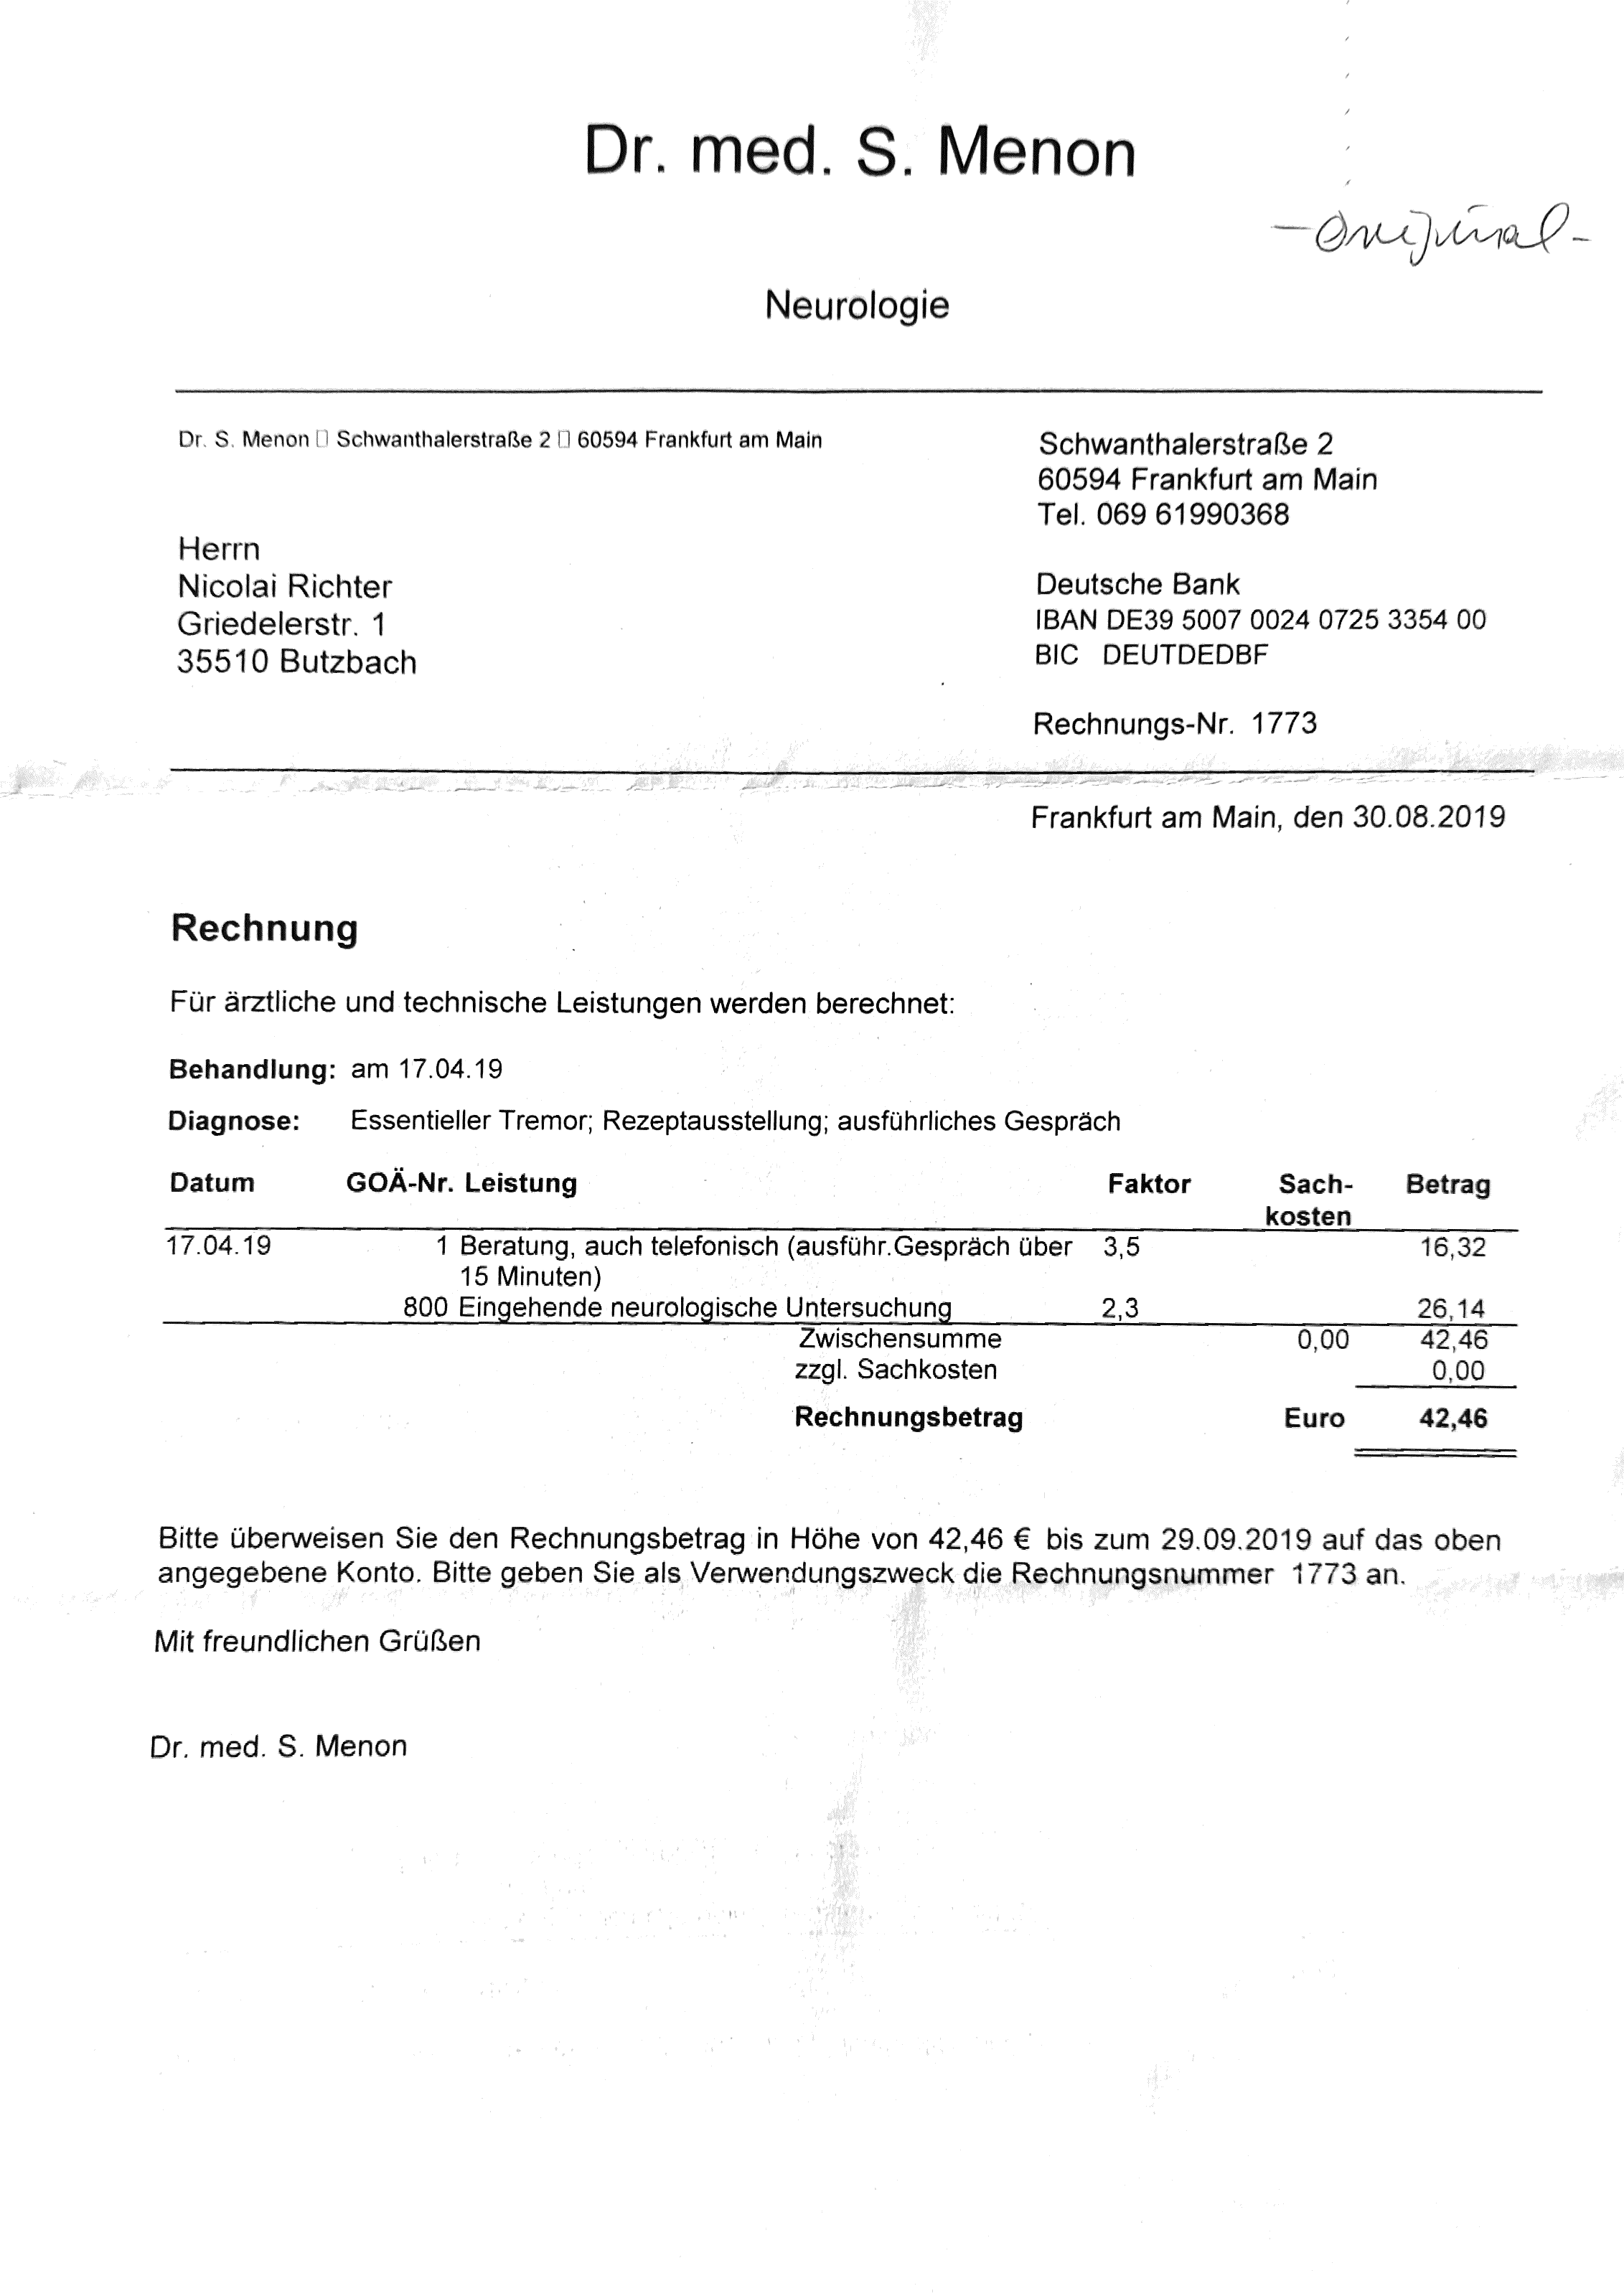 Dr. med. S. Menon
-Original-
Neurologie
Dr. S. Menon □ Schwanthalerstraße 2 □ 60594 Frankfurt am Main
Schwanthalerstraße 2
60594 Frankfurt am Main
Tel. 069 61990368
Herrn
Nicolai Richter
Griedelerstr. 1
35510 Butzbach
Deutsche Bank
IBAN DE39 5007 0024 0725 3354 00
BIC DEUTDEDBF
Rechnungs-Nr. 1773
Frankfurt am Main, den 30.08.2019
Rechnung
Für ärztliche und technische Leistungen werden berechnet:
Behandlung: am 17.04.19
Diagnose: Essentieller Tremor; Rezeptausstellung; ausführliches Gespräch
Datum GOÄ-Nr. Leistung Faktor Sach- Betrag
kosten
17.04.19 1 Beratung, auch telefonisch (ausführ.Gespräch über 3,5 16,32
15 Minuten)
800 Eingehende neurologische Untersuchung 2,3 26,14
Zwischensumme 0,00 42,46
zzgl. Sachkosten 0,00
Rechnungsbetrag Euro 42,46
Bitte überweisen Sie den Rechnungsbetrag in Höhe von 42,46 € bis zum 29.09.2019 auf das oben
angegebene Konto. Bitte geben Sie als Verwendungszweck die Rechnungsnummer 1773 an.
Mit freundlichen Grüßen
Dr. med. S. Menon